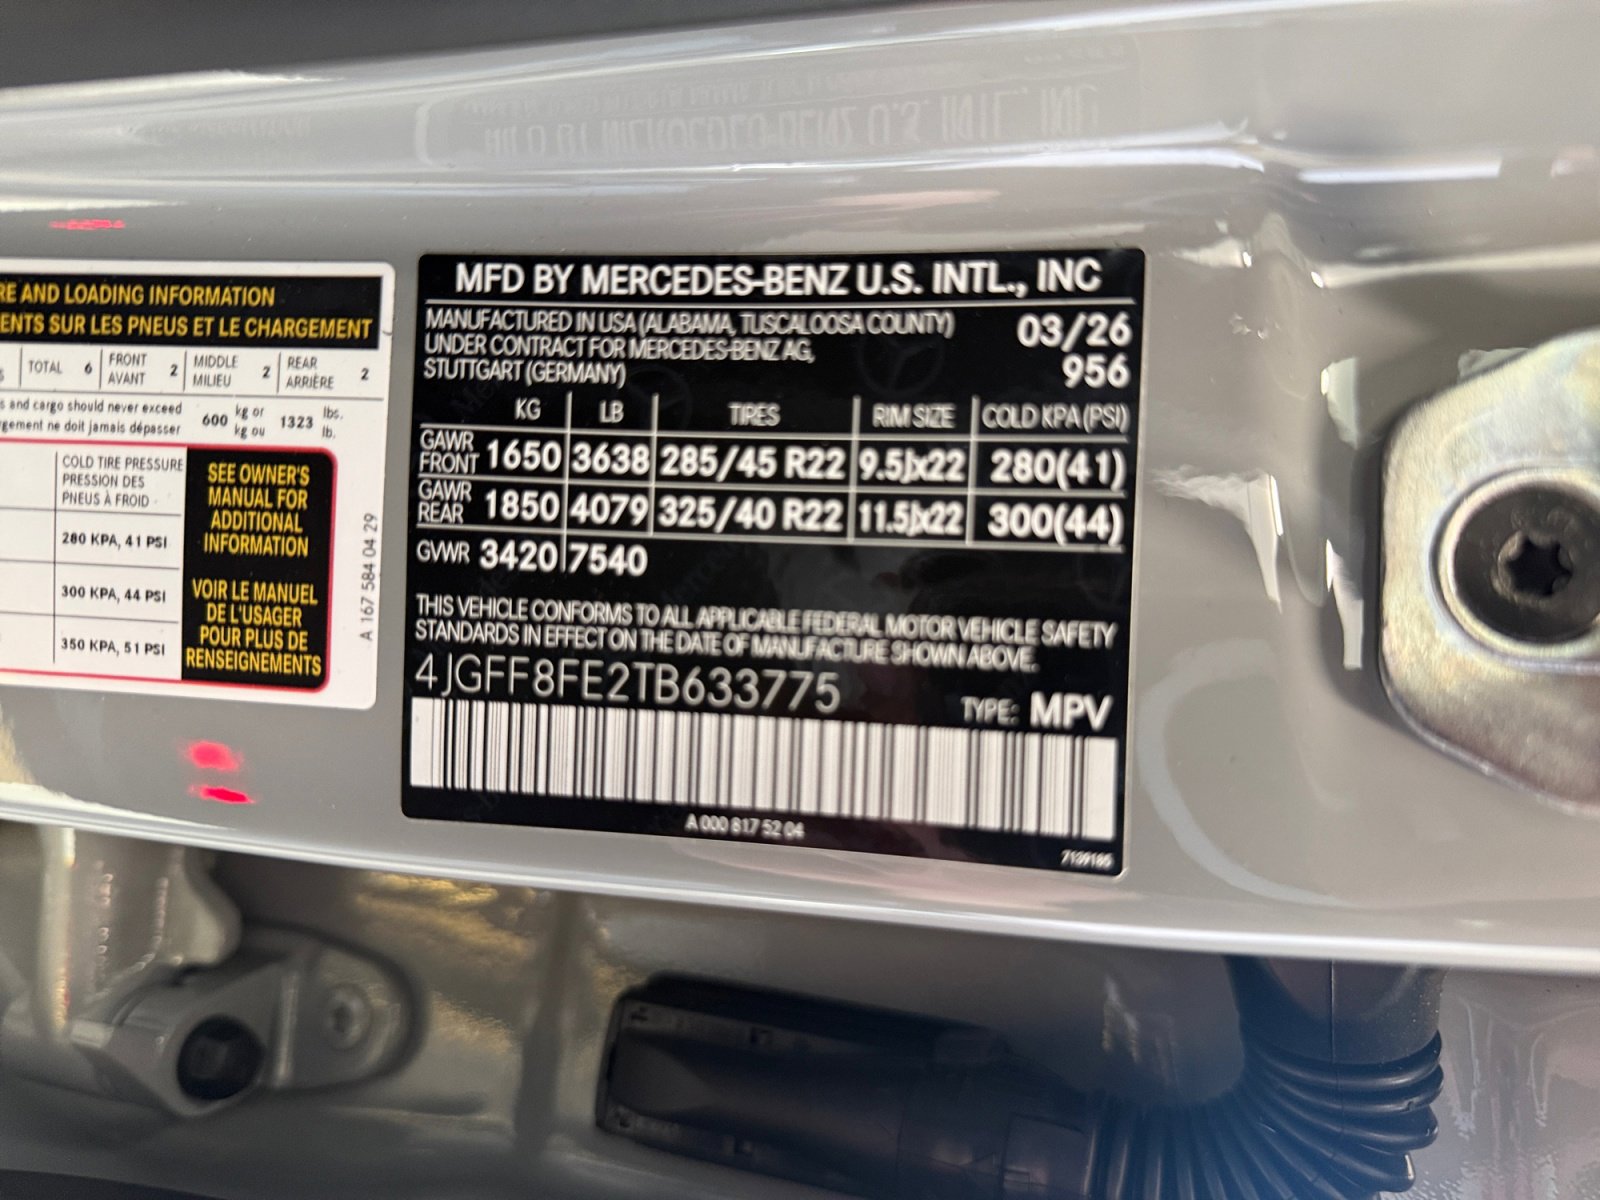 RE AND LOADING INFORMATION
ENTS SUR LES PNEUS ET LE CHARGEMENT
TOTAL 6 FRONT AVANT 2 MIDDLE MILIEU 2 REAR ARRIÈRE 2
s and cargo should never exceed 600 kg or 1323 lbs.
gement ne doit jamais dépasser kg ou lb.
COLD TIRE PRESSURE
PRESSION DES
PNEUS À FROID
280 KPA, 41 PSI
300 KPA, 44 PSI
350 KPA, 51 PSI
SEE OWNER'S
MANUAL FOR
ADDITIONAL
INFORMATION
VOIR LE MANUEL
DE L'USAGER
POUR PLUS DE
RENSEIGNEMENTS
A 167 584 04 29
MFD BY MERCEDES-BENZ U.S. INTL., INC
MANUFACTURED IN USA (ALABAMA, TUSCALOOSA COUNTY) 03/26
UNDER CONTRACT FOR MERCEDES-BENZ AG,
STUTTGART (GERMANY) 956
KG LB TIRES RIM SIZE COLD KPA (PSI)
GAWR FRONT 1650 3638 285/45 R22 9.5Jx22 280(41)
GAWR REAR 1850 4079 325/40 R22 11.5Jx22 300(44)
GVWR 3420 7540
THIS VEHICLE CONFORMS TO ALL APPLICABLE FEDERAL MOTOR VEHICLE SAFETY
STANDARDS IN EFFECT ON THE DATE OF MANUFACTURE SHOWN ABOVE.
4JGFF8FE2TB633775
TYPE: MPV
A 000 817 52 04
7139185